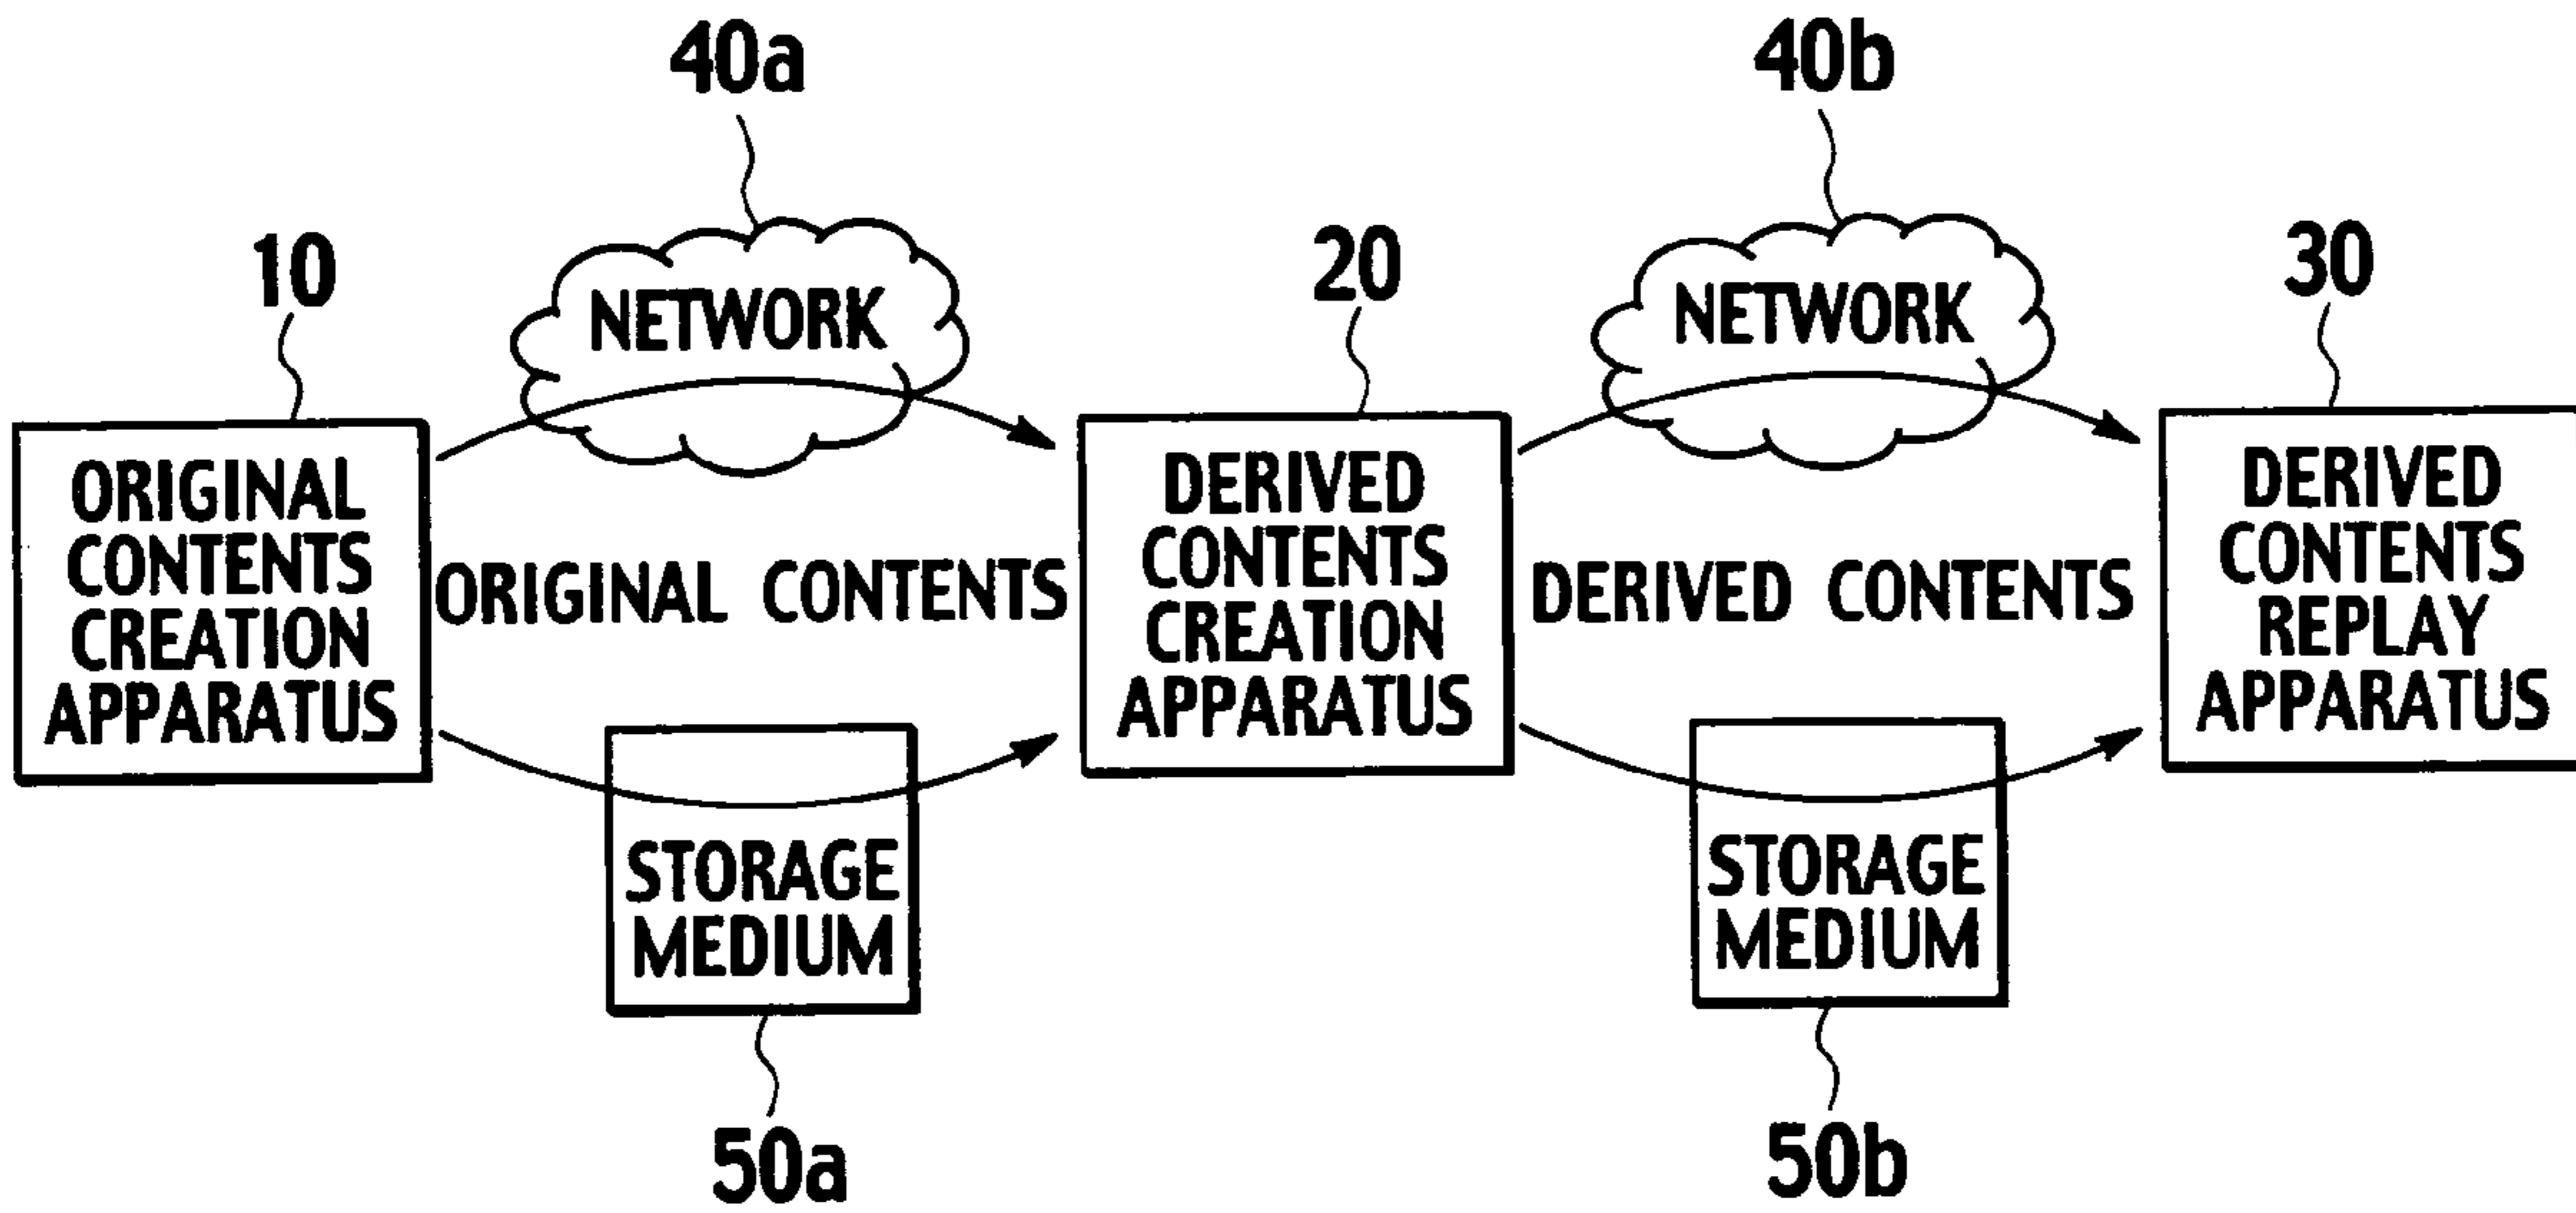 40a
40b
10
20
30
NETWORK
NETWORK
ORIGINAL
CONTENTS
CREATION
APPARATUS
ORIGINAL CONTENTS
DERIVED
CONTENTS
CREATION
APPARATUS
DERIVED CONTENTS
DERIVED
CONTENTS
REPLAY
APPARATUS
STORAGE
MEDIUM
STORAGE
MEDIUM
50a
50b